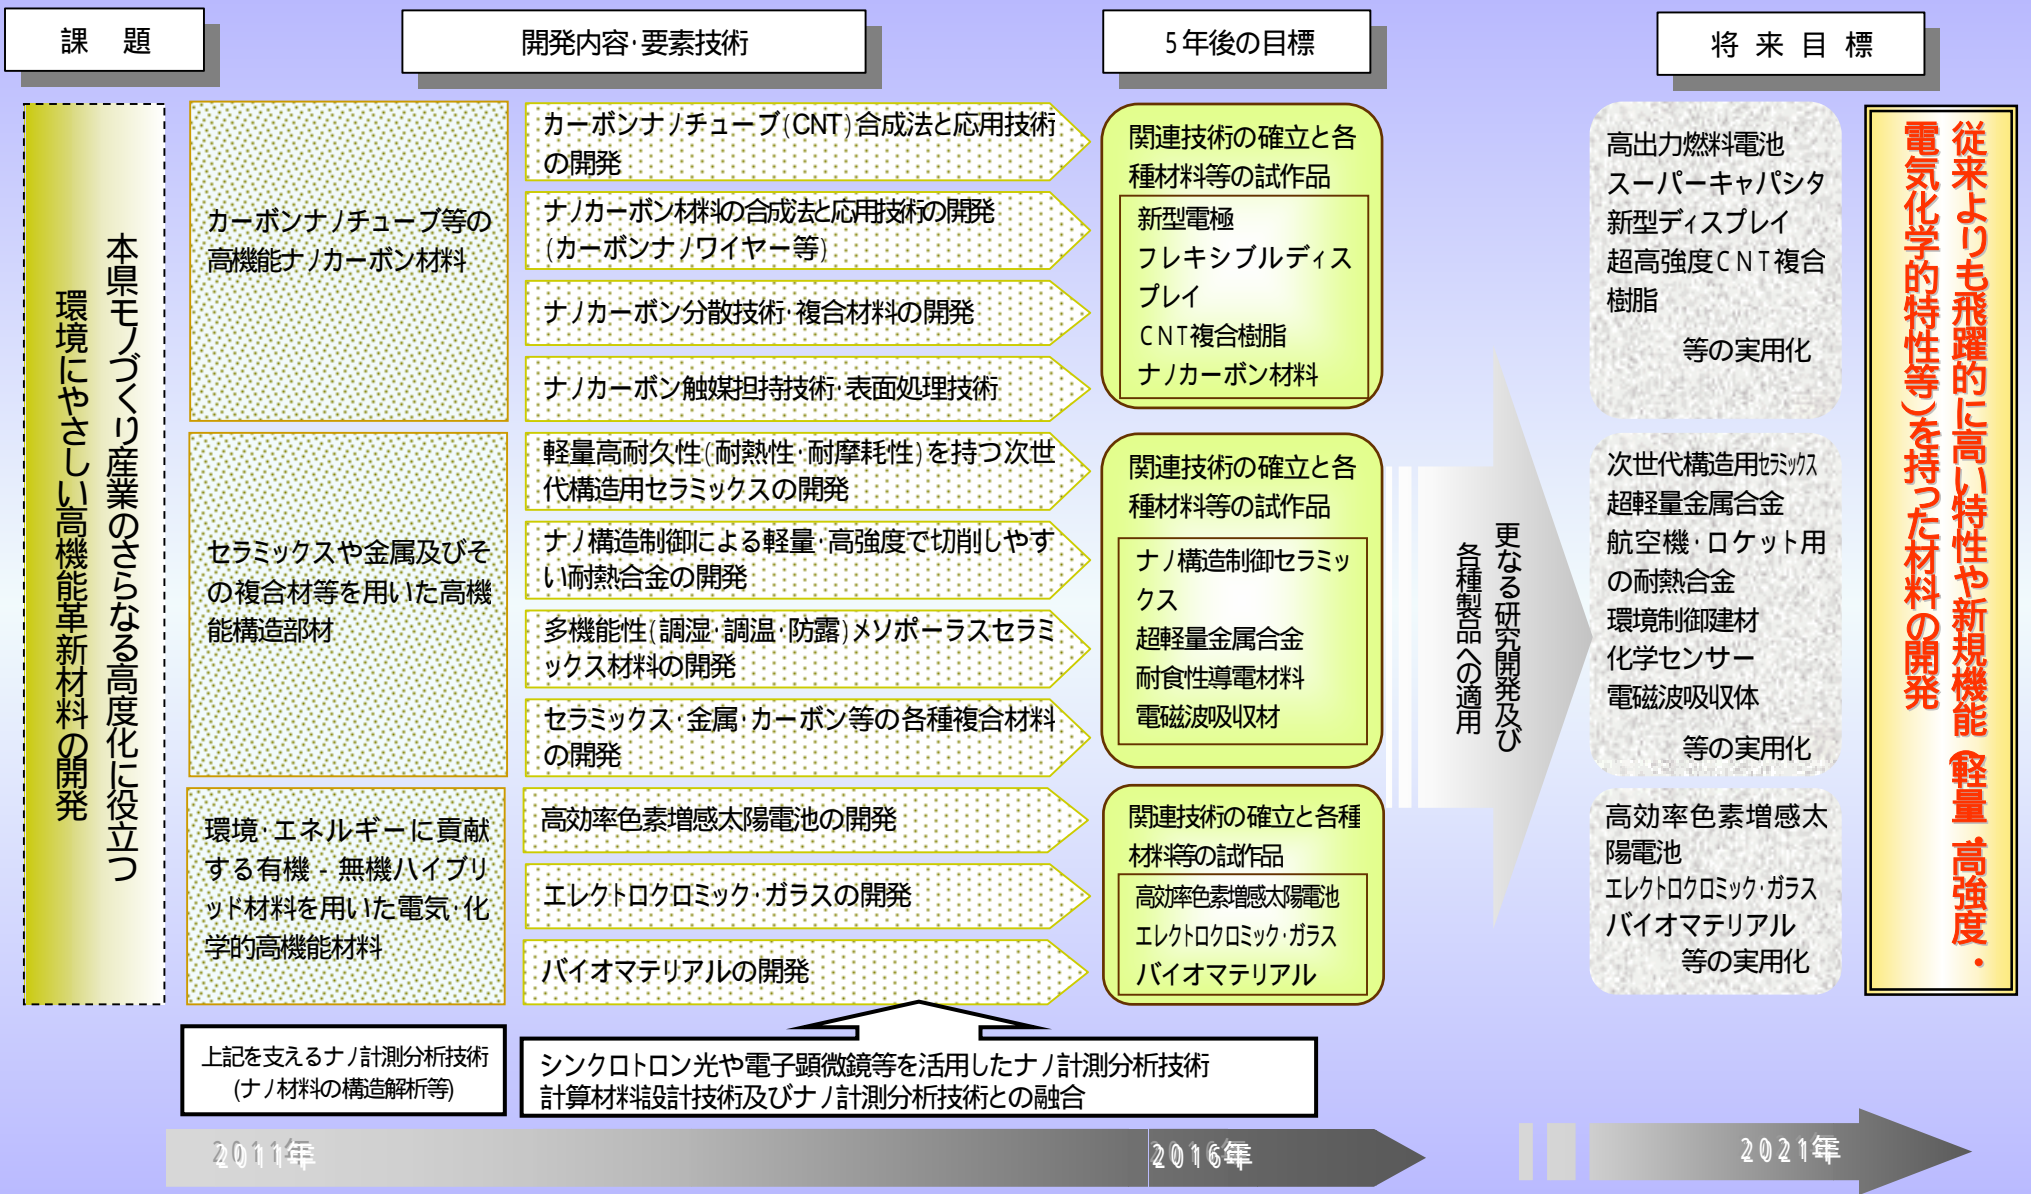 課 題
開発内容･要素技術
5年後の目標
将 来 目 標
本県モノづくり産業のさらなる高度化に役立つ
環境にやさしい高機能革新材料の開発
カーボンナノチューブ等の
高機能ナノカーボン材料
カーボンナノチューブ(CNT)合成法と応用技術
の開発
ナノカーボン材料の合成法と応用技術の開発
(カーボンナノワイヤー等)
ナノカーボン分散技術･複合材料の開発
ナノカーボン触媒担持技術･表面処理技術
関連技術の確立と各
種材料等の試作品
新型電極
フレキシブルディス
プレイ
CNT複合樹脂
ナノカーボン材料
高出力燃料電池
スーパーキャパシタ
新型ディスプレイ
超高強度CNT複合
樹脂
等の実用化
セラミックスや金属及びそ
の複合材等を用いた高機
能構造部材
軽量高耐久性(耐熱性･耐摩耗性)を持つ次世
代構造用セラミックスの開発
ナノ構造制御による軽量･高強度で切削しやす
い耐熱合金の開発
多機能性(調湿･調温･防露)メソポーラスセラミ
ックス材料の開発
セラミックス･金属･カーボン等の各種複合材料
の開発
関連技術の確立と各
種材料等の試作品
ナノ構造制御セラミッ
クス
超軽量金属合金
耐食性導電材料
電磁波吸収材
更なる研究開発及び
各種製品への適用
次世代構造用ｾﾗﾐｯｸｽ
超軽量金属合金
航空機･ロケット用
の耐熱合金
環境制御建材
化学センサー
電磁波吸収体
等の実用化
環境･エネルギーに貢献
する有機－無機ハイブリ
ッド材料を用いた電気･化
学的高機能材料
高効率色素増感太陽電池の開発
エレクトロクロミック･ガラスの開発
バイオマテリアルの開発
関連技術の確立と各種
材料等の試作品
高効率色素増感太陽電池
エレクトロクロミック･ガラス
バイオマテリアル
高効率色素増感太
陽電池
エレクトロクロミック･ガラス
バイオマテリアル
等の実用化
従来よりも飛躍的に高い特性や新規機能（軽量・高強度・
電気化学的特性等）を持った材料の開発
上記を支えるナノ計測分析技術
(ナノ材料の構造解析等)
シンクロトロン光や電子顕微鏡等を活用したナノ計測分析技術
計算材料設計技術及びナノ計測分析技術との融合
2011年
2016年
2021年